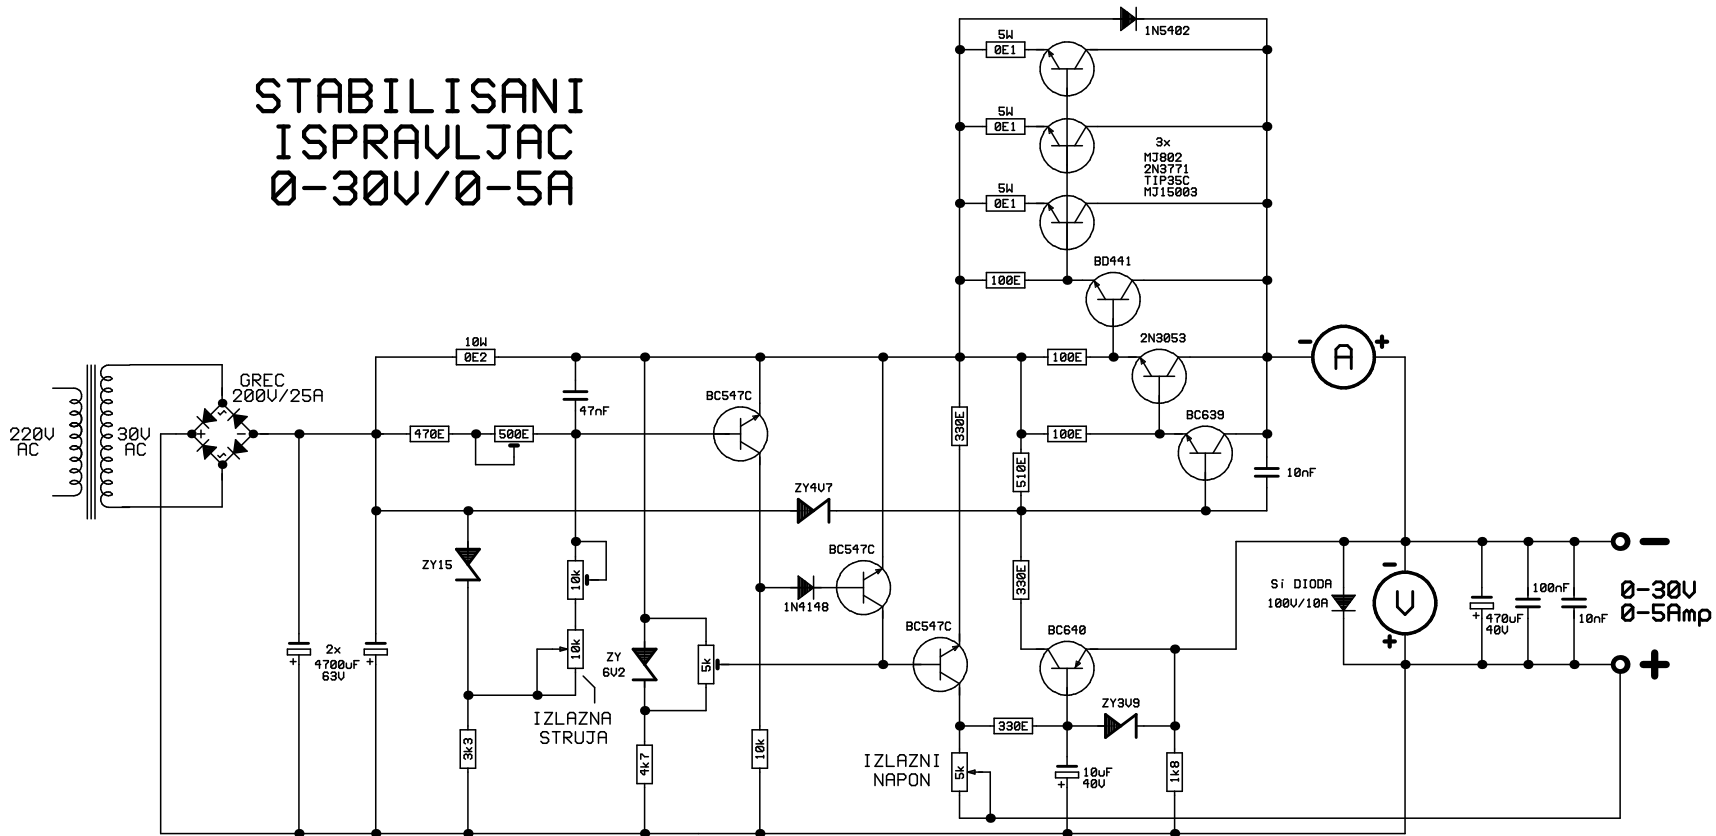 STABILISANI
ISPRAVLJAC
0-30V/0-5A
1N5402
5W
0E1
5W
0E1
3x
MJ802
2N3771
TIP35C
MJ15003
5W
0E1
BD441
100E
10W
0E2
2N3053
100E
A
- +
GREC
200V/25A
220V
AC
30V
AC
+ -
47nF
BC547C
470E
500E
330E
BC639
100E
510E
10nF
ZY4V7
ZY15
BC547C
1N4148
10k
330E
Si DIODA
100V/10A
-
V
+
470uF
40V
+
100nF
10nF
-
0-30V
0-5Amp
+
2x
4700uF
63V
+
+
10k
ZY
6V2
5k
BC547C
BC640
ZY3V9
IZLAZNA
STRUJA
3k3
4k7
10k
330E
IZLAZNI
NAPON
5k
10uF
40V
+
1k8